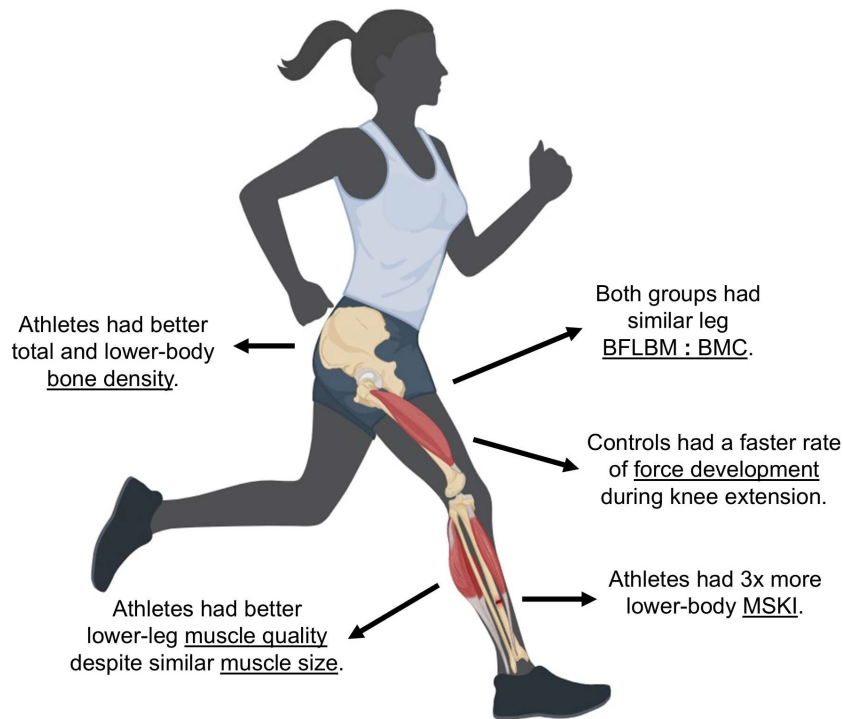 Athletes had better
total and lower-body
bone density.
Both groups had
similar leg
BFLBM : BMC.
Controls had a faster rate
of force development
during knee extension.
Athletes had 3x more
lower-body MSKI.
Athletes had better
lower-leg muscle quality
despite similar muscle size.